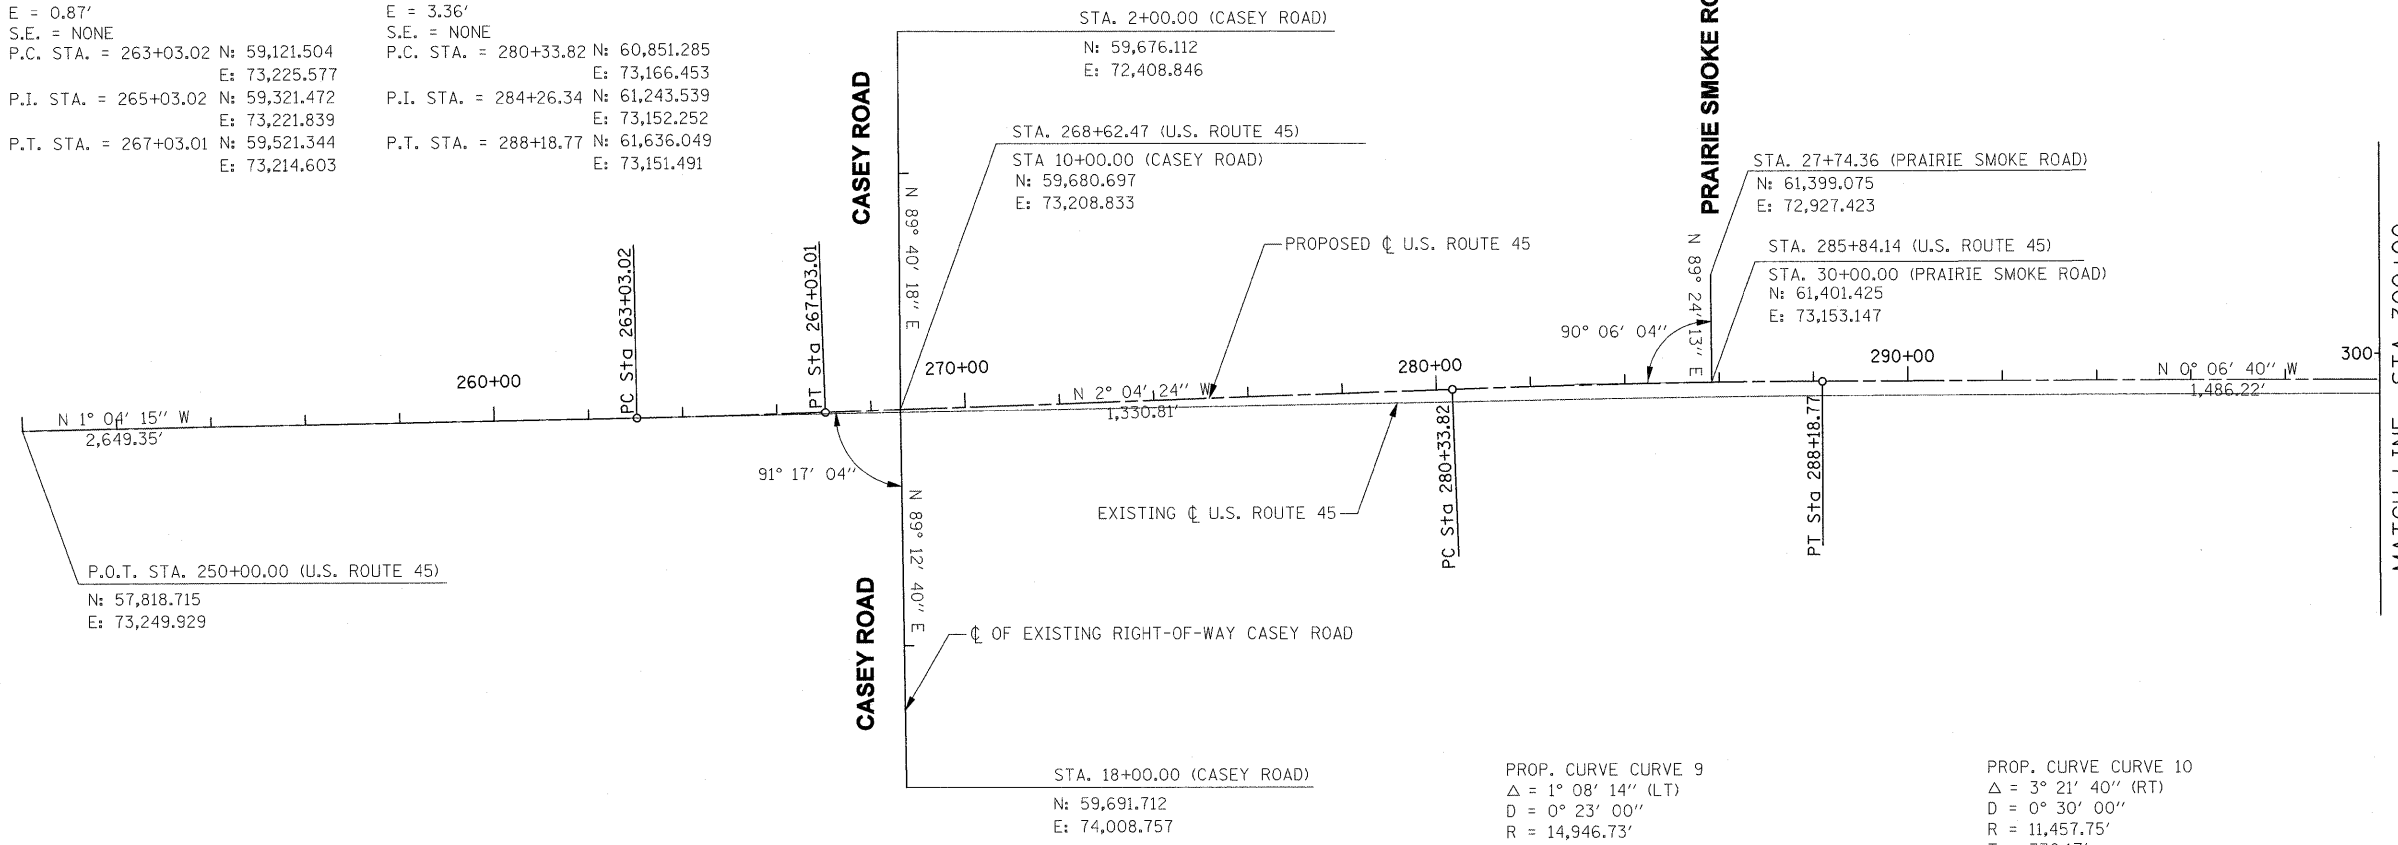 E = 0.87'
S.E. = NONE
P.C. STA. = 263+03.02 N: 59,121.504
E: 73,225.577
P.I. STA. = 265+03.02 N: 59,321.472
E: 73,221.839
P.T. STA. = 267+03.01 N: 59,521.344
E: 73,214.603
E = 3.36'
S.E. = NONE
P.C. STA. = 280+33.82 N: 60,851.285
E: 73,166.453
P.I. STA. = 284+26.34 N: 61,243.539
E: 73,152.252
P.T. STA. = 288+18.77 N: 61,636.049
E: 73,151.491
STA. 2+00.00 (CASEY ROAD)
N: 59,676.112
E: 72,408.846
CASEY ROAD
N 89° 40' 18" E
STA. 268+62.47 (U.S. ROUTE 45)
STA 10+00.00 (CASEY ROAD)
N: 59,680.697
E: 73,208.833
PRAIRIE SMOKE RO
STA. 27+74.36 (PRAIRIE SMOKE ROAD)
N: 61,399.075
E: 72,927.423
STA. 285+84.14 (U.S. ROUTE 45)
STA. 30+00.00 (PRAIRIE SMOKE ROAD)
N: 61,401.425
E: 73,153.147
N 89° 24' 13" E
90° 06' 04"
PROPOSED ℄ U.S. ROUTE 45
PC Sta 263+03.02
PT Sta 267+03.01
260+00
270+00
280+00
290+00
300
N 1° 04' 15" W
2,649.35'
N 2° 04' 24" W
1,330.81'
N 0° 06' 40" W
1,486.22'
91° 17' 04"
N 89° 12' 40" E
EXISTING ℄ U.S. ROUTE 45
PC Sta 280+33.82
PT Sta 288+18.77
MATCH LINE STA 300+00
P.O.T. STA. 250+00.00 (U.S. ROUTE 45)
N: 57,818.715
E: 73,249.929
CASEY ROAD
℄ OF EXISTING RIGHT-OF-WAY CASEY ROAD
STA. 18+00.00 (CASEY ROAD)
N: 59,691.712
E: 74,008.757
PROP. CURVE CURVE 9
Δ = 1° 08' 14" (LT)
D = 0° 23' 00"
R = 14,946.73'
PROP. CURVE CURVE 10
Δ = 3° 21' 40" (RT)
D = 0° 30' 00"
R = 11,457.75'